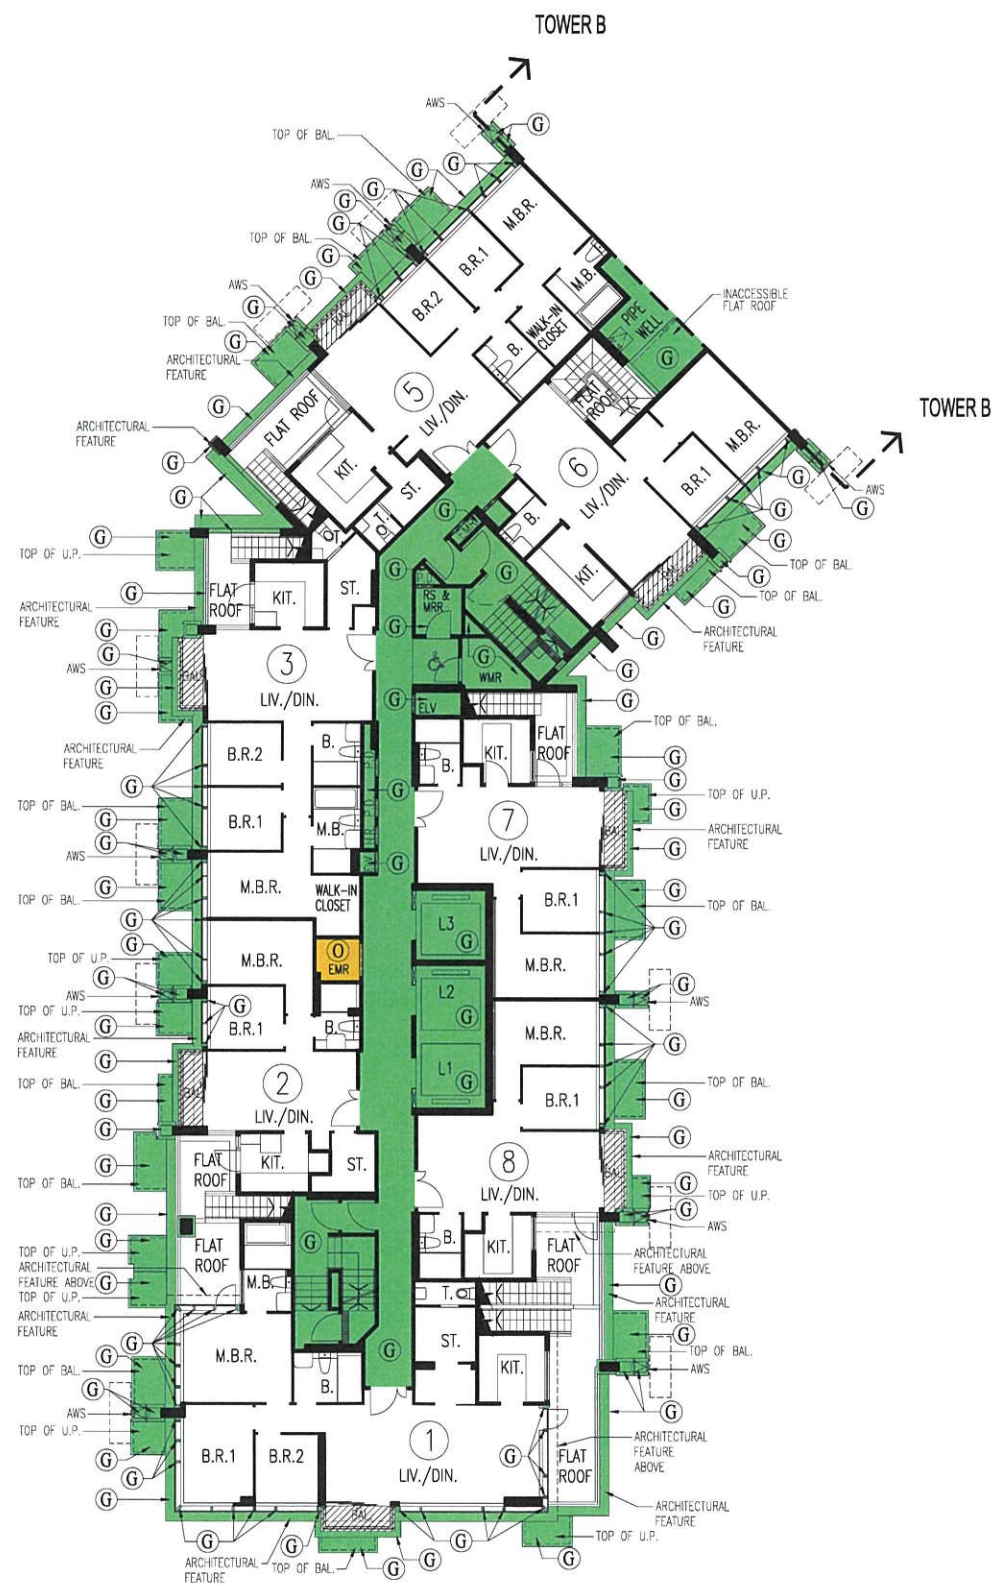 TOWER B
AWS
G
TOP OF BAL.
G
G
G
AWS
G
G
M.B.R.
G
G
TOP OF BAL.
G
B.R.1
G
M.B.
INACCESSIBLE
FLAT ROOF
AWS
G
B.R.2
WALK-IN
CLOSET
PIPE
WELL
BAL.
TOP OF BAL.
G
B.
G
G
ARCHITECTURAL
FEATURE
5
FLAT
ROOF
TOWER B
G
FLAT ROOF
LIV./DIN.
M.B.R.
ARCHITECTURAL
FEATURE
G
KIT.
6
B.R.1
G
AWS
G
ST.
LIV./DIN.
G
G
G
T.
B.
G
G
T.
TOP OF U.P.
G
TOP OF BAL.
KIT.
G
G
FLAT
ROOF
KIT.
ST.
G
P.D.
G
TOP OF BAL.
ARCHITECTURAL
FEATURE
RS &
MRR
G
G
ARCHITECTURAL
FEATURE
G
3
G
G
G
AWS
BAL.
LIV./DIN.
WMR
G
G
G
G
ELV
TOP OF BAL.
ARCHITECTURAL
FEATURE
B.R.2
B.
B.
KIT.
FLAT
ROOF
G
G
G
G
TOP OF U.P.
TOP OF BAL.
G
B.R.1
M.B.
7
BAL.
G
ARCHITECTURAL
FEATURE
G
AWS
G
LIV./DIN.
G
G
M.B.R.
WALK-IN
CLOSET
B.R.1
G
TOP OF BAL.
TOP OF BAL.
G
L3
G
G
G
M.B.R.
O
EMR
M.B.R.
TOP OF U.P.
G
L2
G
G
AWS
AWS
G
TOP OF U.P.
G
B.R.1
B.
M.B.R.
G
ARCHITECTURAL
FEATURE
G
L1
G
G
TOP OF BAL.
TOP OF BAL.
G
BAL.
2
B.R.1
G
LIV./DIN.
G
G
FLAT
ROOF
KIT.
ST.
8
BAL.
ARCHITECTURAL
FEATURE
TOP OF BAL.
LIV./DIN.
G
TOP OF U.P.
G
G
AWS
G
FLAT
ROOF
G
B.
KIT.
FLAT
ROOF
TOP OF U.P.
ARCHITECTURAL
FEATURE ABOVE
G
TOP OF U.P.
M.B.
ARCHITECTURAL
FEATURE ABOVE
G
T.
ARCHITECTURAL
FEATURE
ARCHITECTURAL
FEATURE
G
M.B.R.
ST.
G
TOP OF BAL.
TOP OF BAL.
G
G
B.
KIT.
AWS
G
AWS
G
TOP OF U.P.
B.R.1
B.R.2
1
G
ARCHITECTURAL
FEATURE
ABOVE
G
LIV./DIN.
FLAT
ROOF
G
BAL.
ARCHITECTURAL
FEATURE
G
G
G
G
TOP OF U.P.
G
ARCHITECTURAL
FEATURE
TOP OF BAL.
G